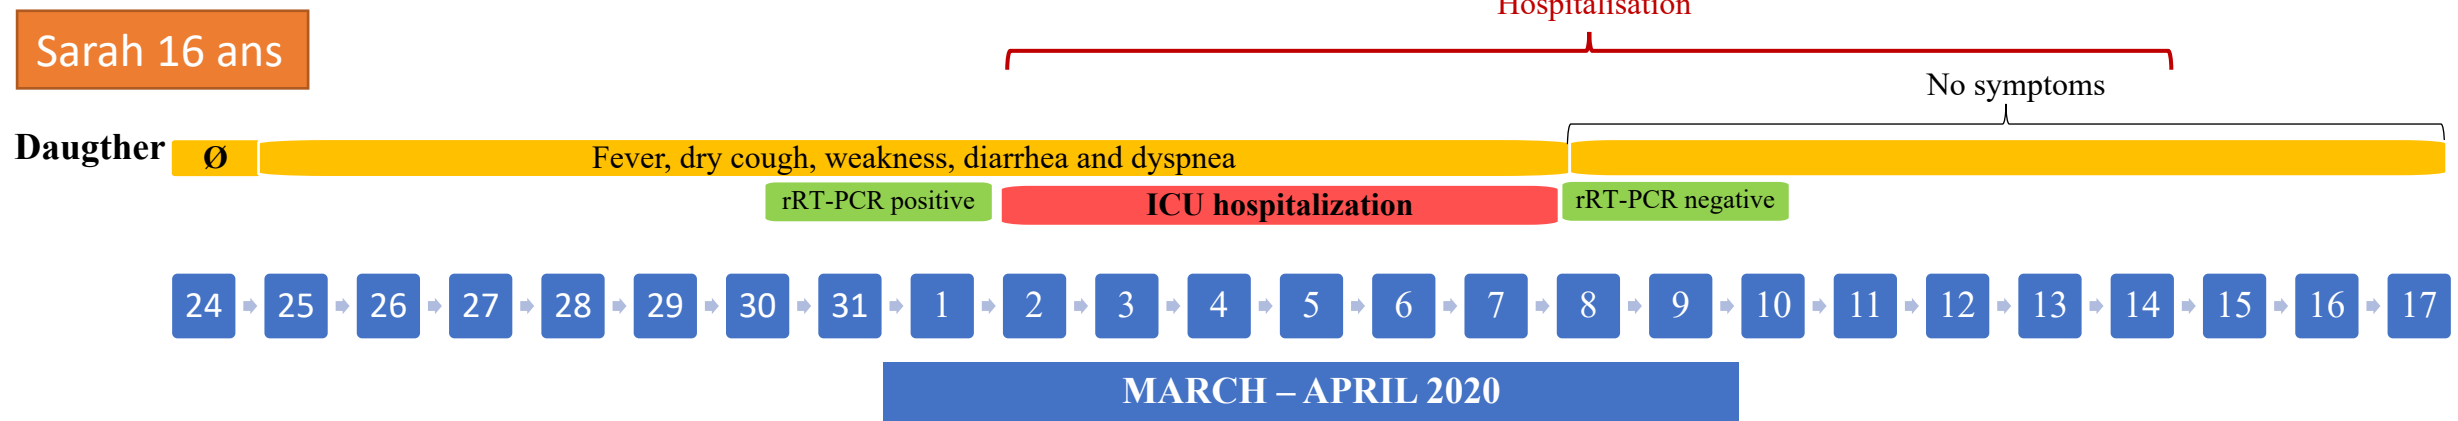 Hospitalisation
Sarah 16 ans
No symptoms
Daugther Ø Fever, dry cough, weakness, diarrhea and dyspnea
rRT-PCR positive ICU hospitalization rRT-PCR negative
24 25 26 27 28 29 30 31 1 2 3 4 5 6 7 8 9 10 11 12 13 14 15 16 17
MARCH – APRIL 2020